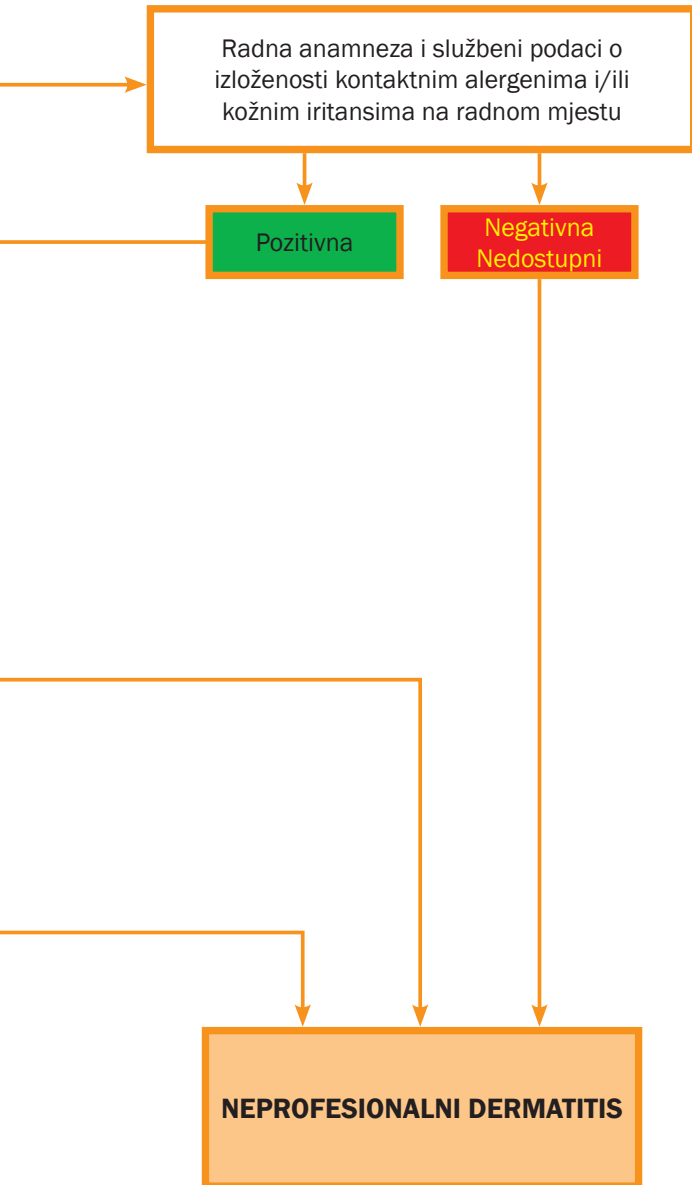 Radna anamneza i službeni podaci o
izloženosti kontaktnim alergenima i/ili
kožnim iritansima na radnom mjestu
Pozitivna
Negativna
Nedostupni
NEPROFESIONALNI DERMATITIS